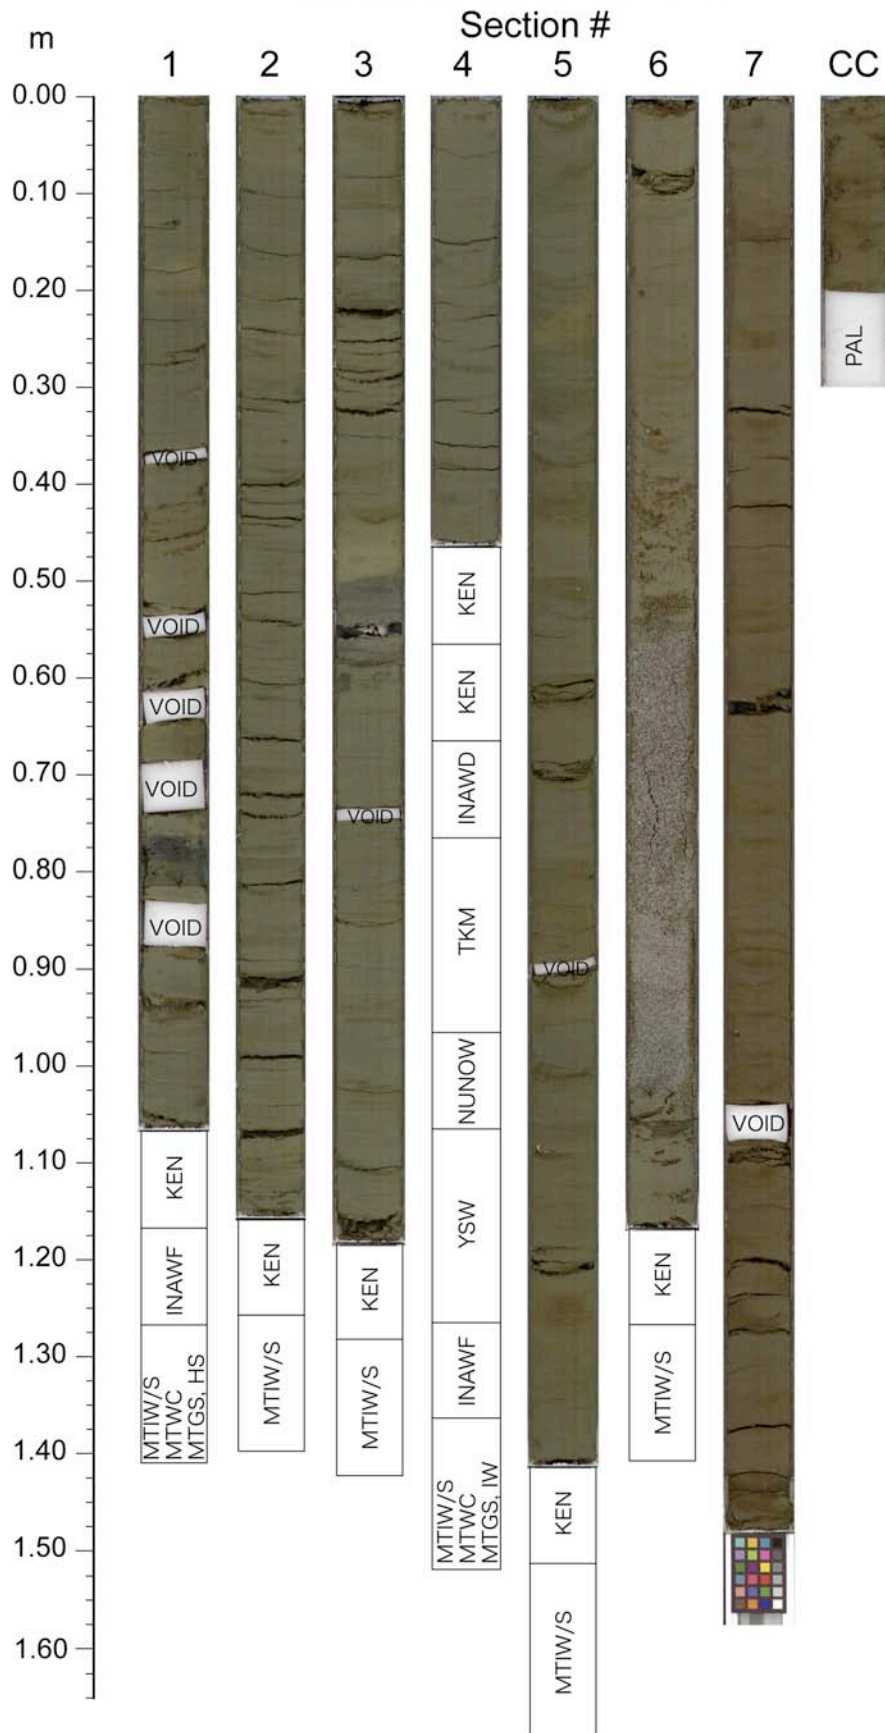 Section #
m
1 2 3 4 5 6 7 CC
0.00
0.10
0.20
0.30
0.40
0.50
0.60
0.70
0.80
0.90
1.00
1.10
1.20
1.30
1.40
1.50
1.60
VOID
VOID
VOID
VOID
VOID
KEN
INAWF
MTIW/S
MTWC
MTGS, HS
KEN
MTIW/S
VOID
KEN
MTIW/S
KEN
KEN
INAWD
TKM
NUNOW
YSW
INAWF
MTIW/S
MTWC
MTGS, IW
VOID
KEN
MTIW/S
KEN
MTIW/S
VOID
PAL